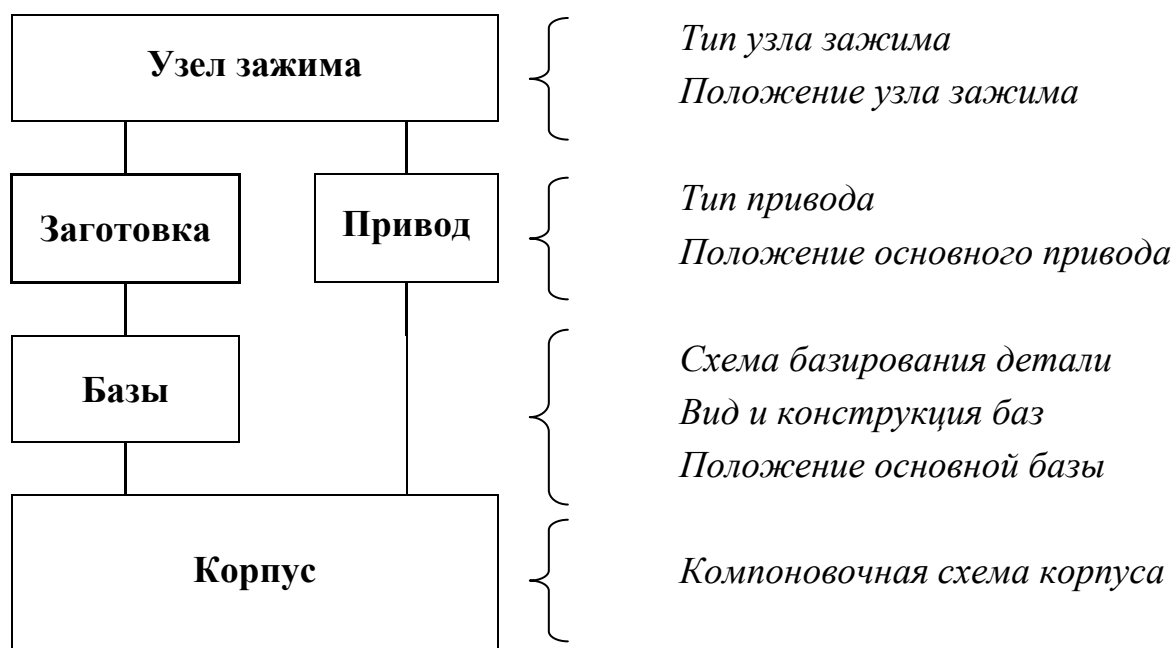 Узел зажима
Тип узла зажима
Положение узла зажима
Заготовка
Привод
Тип привода
Положение основного привода
Базы
Схема базирования детали
Вид и конструкция баз
Положение основной базы
Корпус
Компоновочная схема корпуса